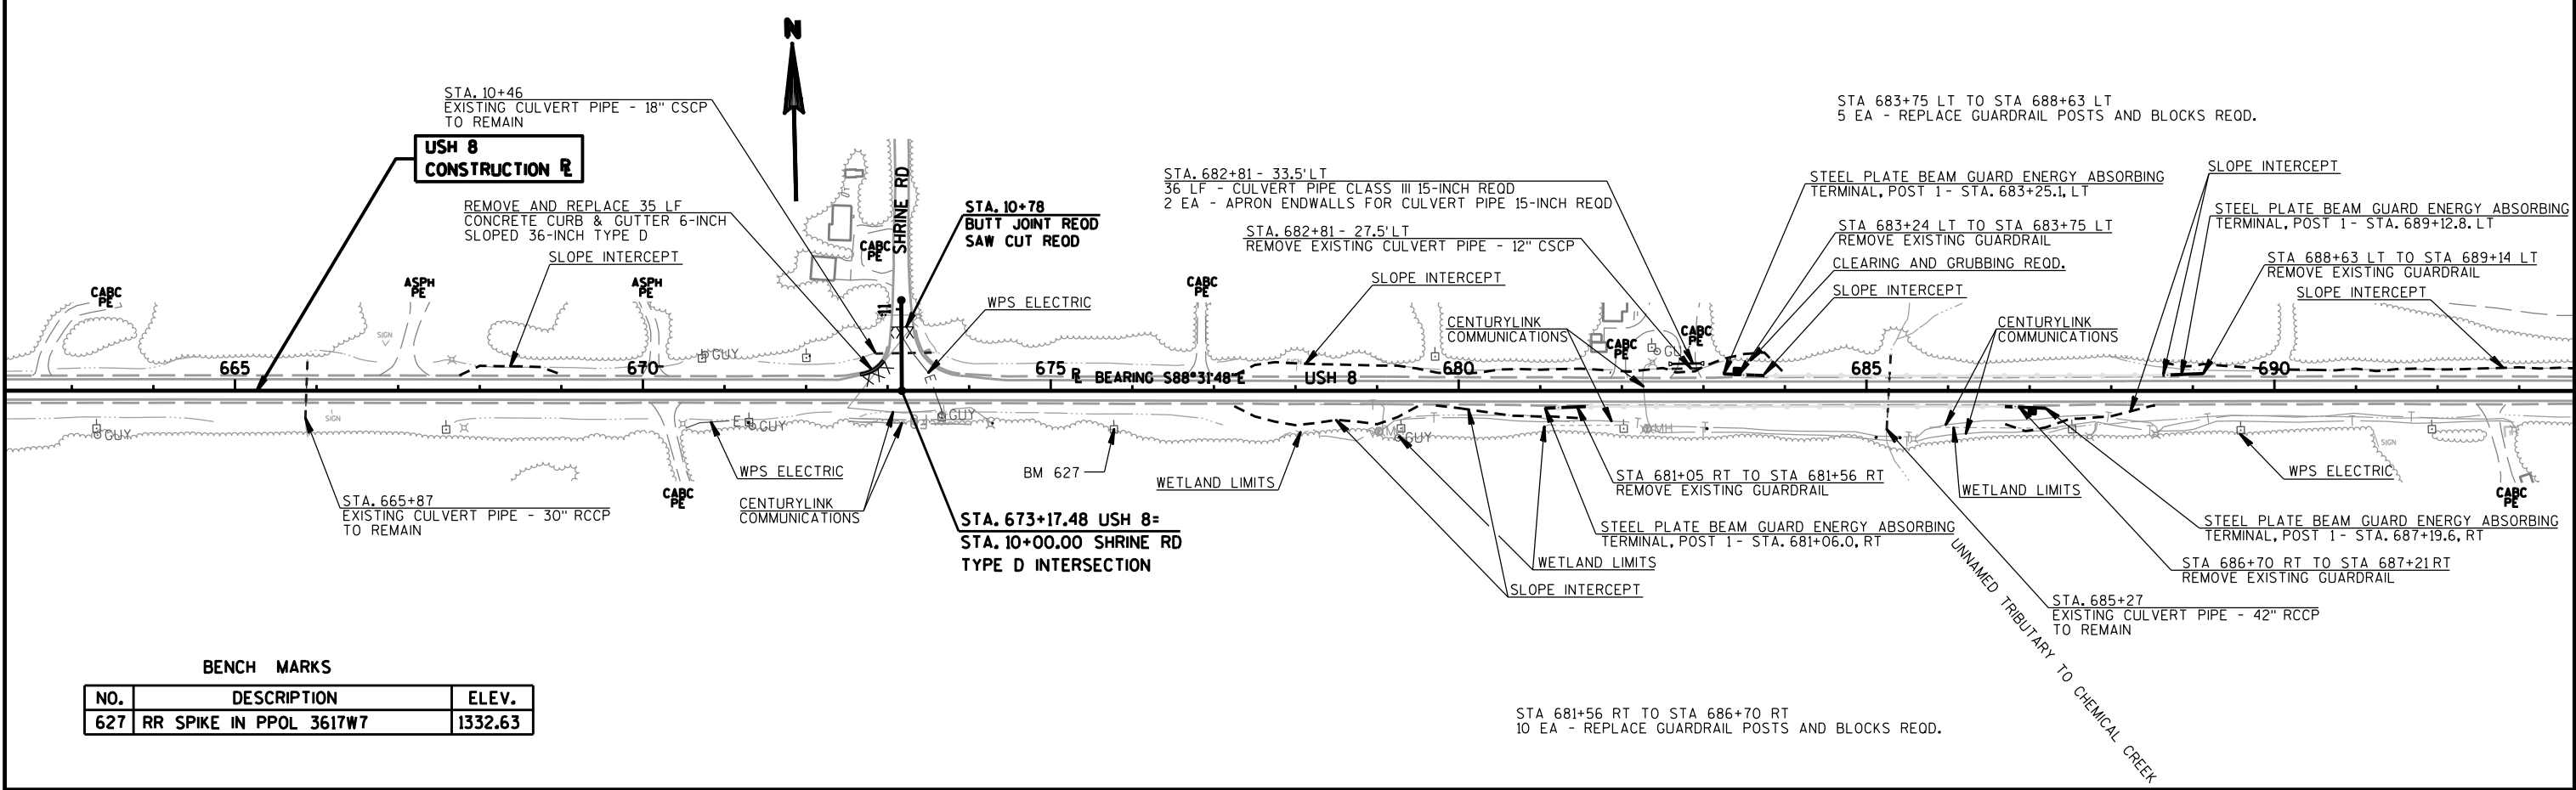 N
STA. 10+46
EXISTING CULVERT PIPE - 18" CSCP
TO REMAIN
USH 8
CONSTRUCTION RL
REMOVE AND REPLACE 35 LF
CONCRETE CURB & GUTTER 6-INCH
SLOPED 36-INCH TYPE D
SLOPE INTERCEPT
SHRINE RD
CABC
PE
STA. 10+78
BUTT JOINT REQD
SAW CUT REQD
WPS ELECTRIC
STA. 682+81 - 33.5' LT
36 LF - CULVERT PIPE CLASS III 15-INCH REQD
2 EA - APRON ENDWALLS FOR CULVERT PIPE 15-INCH REQD
STA. 682+81 - 27.5' LT
REMOVE EXISTING CULVERT PIPE - 12" CSCP
SLOPE INTERCEPT
CENTURYLINK
COMMUNICATIONS
STA 683+75 LT TO STA 688+63 LT
5 EA - REPLACE GUARDRAIL POSTS AND BLOCKS REQD.
STEEL PLATE BEAM GUARD ENERGY ABSORBING
TERMINAL, POST 1 - STA. 683+25.1, LT
STA 683+24 LT TO STA 683+75 LT
REMOVE EXISTING GUARDRAIL
CLEARING AND GRUBBING REQD.
SLOPE INTERCEPT
CENTURYLINK
COMMUNICATIONS
SLOPE INTERCEPT
STEEL PLATE BEAM GUARD ENERGY ABSORBING
TERMINAL, POST 1 - STA. 689+12.8. LT
STA 688+63 LT TO STA 689+14 LT
REMOVE EXISTING GUARDRAIL
SLOPE INTERCEPT
CABC
PE
ASPH
PE
ASPH
PE
CABC
PE
CABC
PE
CABC
PE
SIGN
GUY
11
GU
665
670
675
RL BEARING S88°31'48"E
USH 8
680
685
690
GUY
SIGN
E
GUY
GUY
E
MH
GUY
T
MH
T
SIGN
STA. 665+87
EXISTING CULVERT PIPE - 30" RCCP
TO REMAIN
CABC
PE
WPS ELECTRIC
CENTURYLINK
COMMUNICATIONS
STA. 673+17.48 USH 8=
STA. 10+00.00 SHRINE RD
TYPE D INTERSECTION
BM 627
WETLAND LIMITS
STA 681+05 RT TO STA 681+56 RT
REMOVE EXISTING GUARDRAIL
STEEL PLATE BEAM GUARD ENERGY ABSORBING
TERMINAL, POST 1 - STA. 681+06.0, RT
WETLAND LIMITS
SLOPE INTERCEPT
WETLAND LIMITS
UNNAMED TRIBUTARY TO CHEMICAL CREEK
WPS ELECTRIC
CABC
PE
STEEL PLATE BEAM GUARD ENERGY ABSORBING
TERMINAL, POST 1 - STA. 687+19.6, RT
STA 686+70 RT TO STA 687+21 RT
REMOVE EXISTING GUARDRAIL
STA. 685+27
EXISTING CULVERT PIPE - 42" RCCP
TO REMAIN
STA 681+56 RT TO STA 686+70 RT
10 EA - REPLACE GUARDRAIL POSTS AND BLOCKS REQD.
BENCH MARKS
NO. DESCRIPTION ELEV.
627 RR SPIKE IN PPOL 3617W7 1332.63